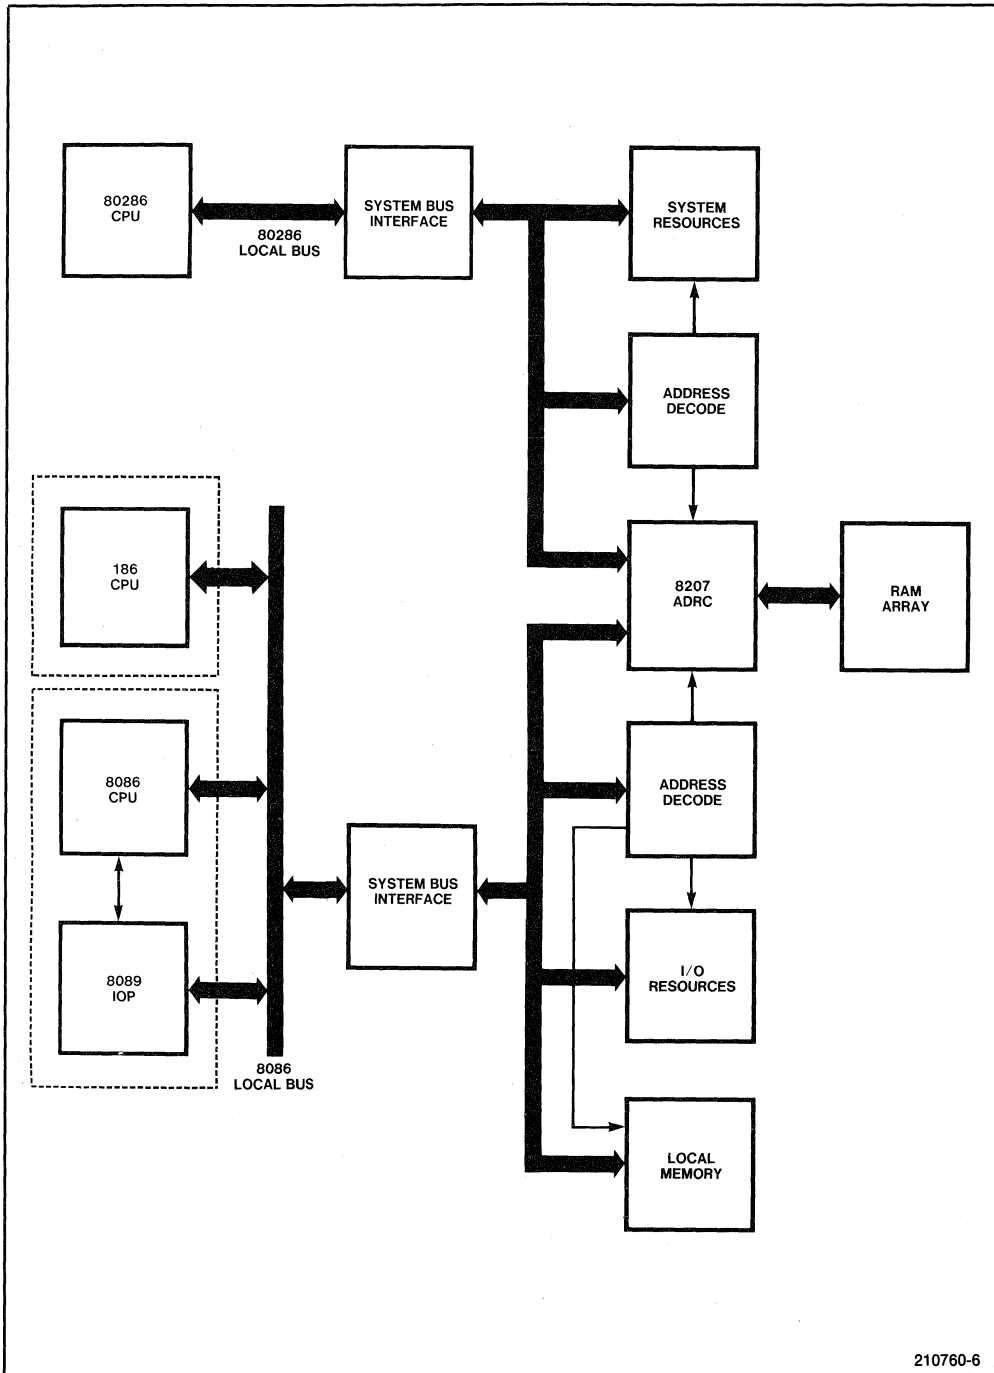 80286
CPU
80286
LOCAL BUS
SYSTEM BUS
INTERFACE
SYSTEM
RESOURCES
ADDRESS
DECODE
186
CPU
8207
ADRC
RAM
ARRAY
8086
CPU
ADDRESS
DECODE
SYSTEM BUS
INTERFACE
8089
IOP
I/O
RESOURCES
8086
LOCAL BUS
LOCAL
MEMORY
210760-6